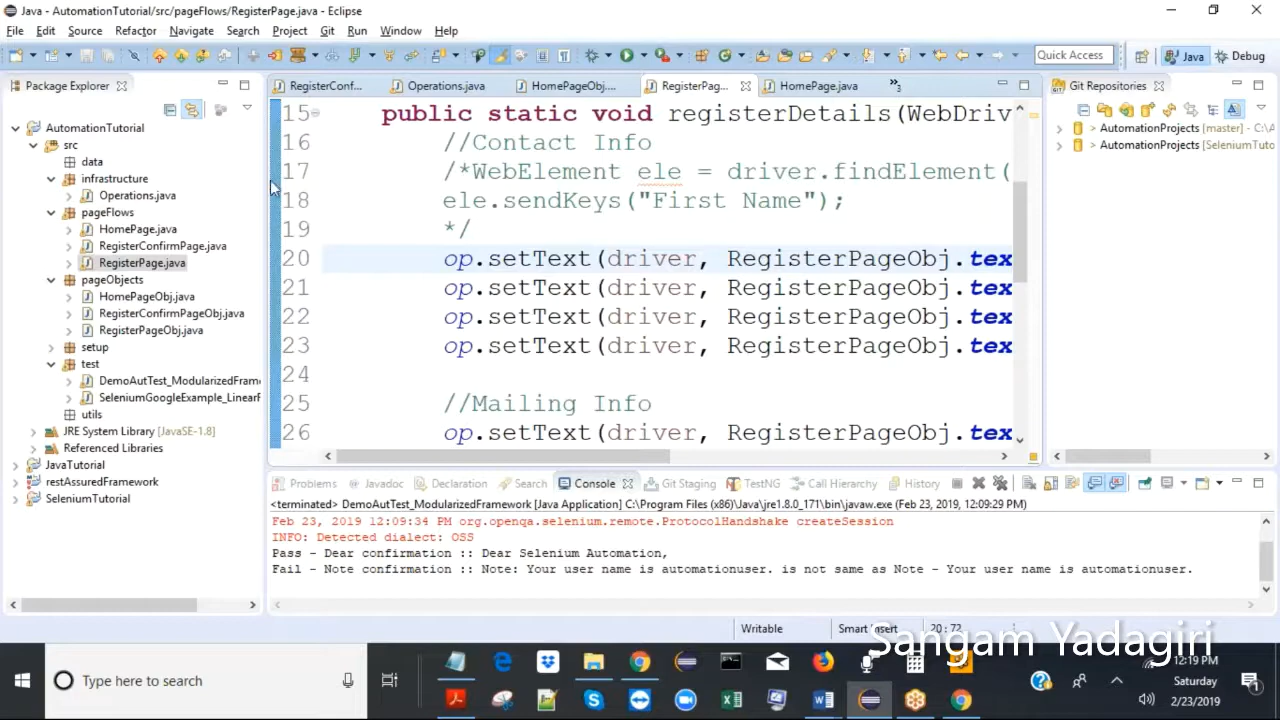 Java - AutomationTutorial/src/pageFlows/RegisterPage.java - Eclipse
File Edit Source Refactor Navigate Search Project Git Run Window Help
Quick Access Java Debug
Package Explorer
RegisterConf... Operations.java HomePageObj.... RegisterPag... HomePage.java 3
Git Repositories
AutomationTutorial
src
data
infrastructure
Operations.java
pageFlows
HomePage.java
RegisterConfirmPage.java
RegisterPage.java
pageObjects
HomePageObj.java
RegisterConfirmPageObj.java
RegisterPageObj.java
setup
test
DemoAutTest_ModularizedFram
SeleniumGoogleExample_LinearF
utils
JRE System Library [JavaSE-1.8]
Referenced Libraries
JavaTutorial
restAssuredFramework
SeleniumTutorial
15 public static void registerDetails(WebDriv
16 //Contact Info
17 /*WebElement ele = driver.findElement(
18 ele.sendKeys("First Name");
19 */
20 op.setText(driver, RegisterPageObj.tex
21 op.setText(driver, RegisterPageObj.tex
22 op.setText(driver, RegisterPageObj.tex
23 op.setText(driver, RegisterPageObj.tex
24
25 //Mailing Info
26 op.setText(driver, RegisterPageObj.tex
> AutomationProjects [master] - C:\A
> AutomationProjects [SeleniumTuto
Problems Javadoc Declaration Search Console Git Staging TestNG Call Hierarchy History
<terminated> DemoAutTest_ModularizedFramework [Java Application] C:\Program Files (x86)\Java\jre1.8.0_171\bin\javaw.exe (Feb 23, 2019, 12:09:29 PM)
Feb 23, 2019 12:09:34 PM org.openqa.selenium.remote.ProtocolHandshake createSession
INFO: Detected dialect: OSS
Pass - Dear confirmation :: Dear Selenium Automation,
Fail - Note confirmation :: Note: Your user name is automationuser. is not same as Note - Your user name is automationuser.
Writable Smart Insert 20 : 72
Sangam Yadagiri
Type here to search
12:19 PM
Saturday
2/23/2019
1